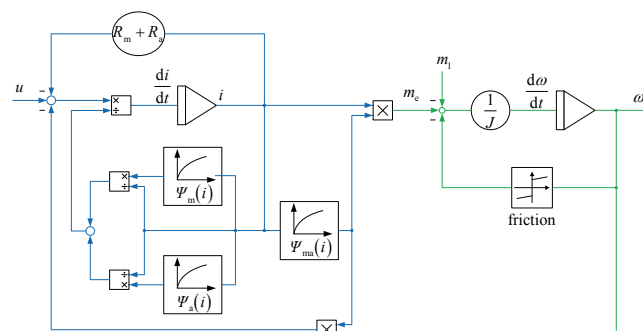 R_m + R_a
u
−
−
×
÷
di/dt
i
×
m_e
m_l
−
−
1/J
dω/dt
ω
×
÷
Ψ_m(i)
Ψ_ma(i)
÷
×
Ψ_a(i)
×
friction